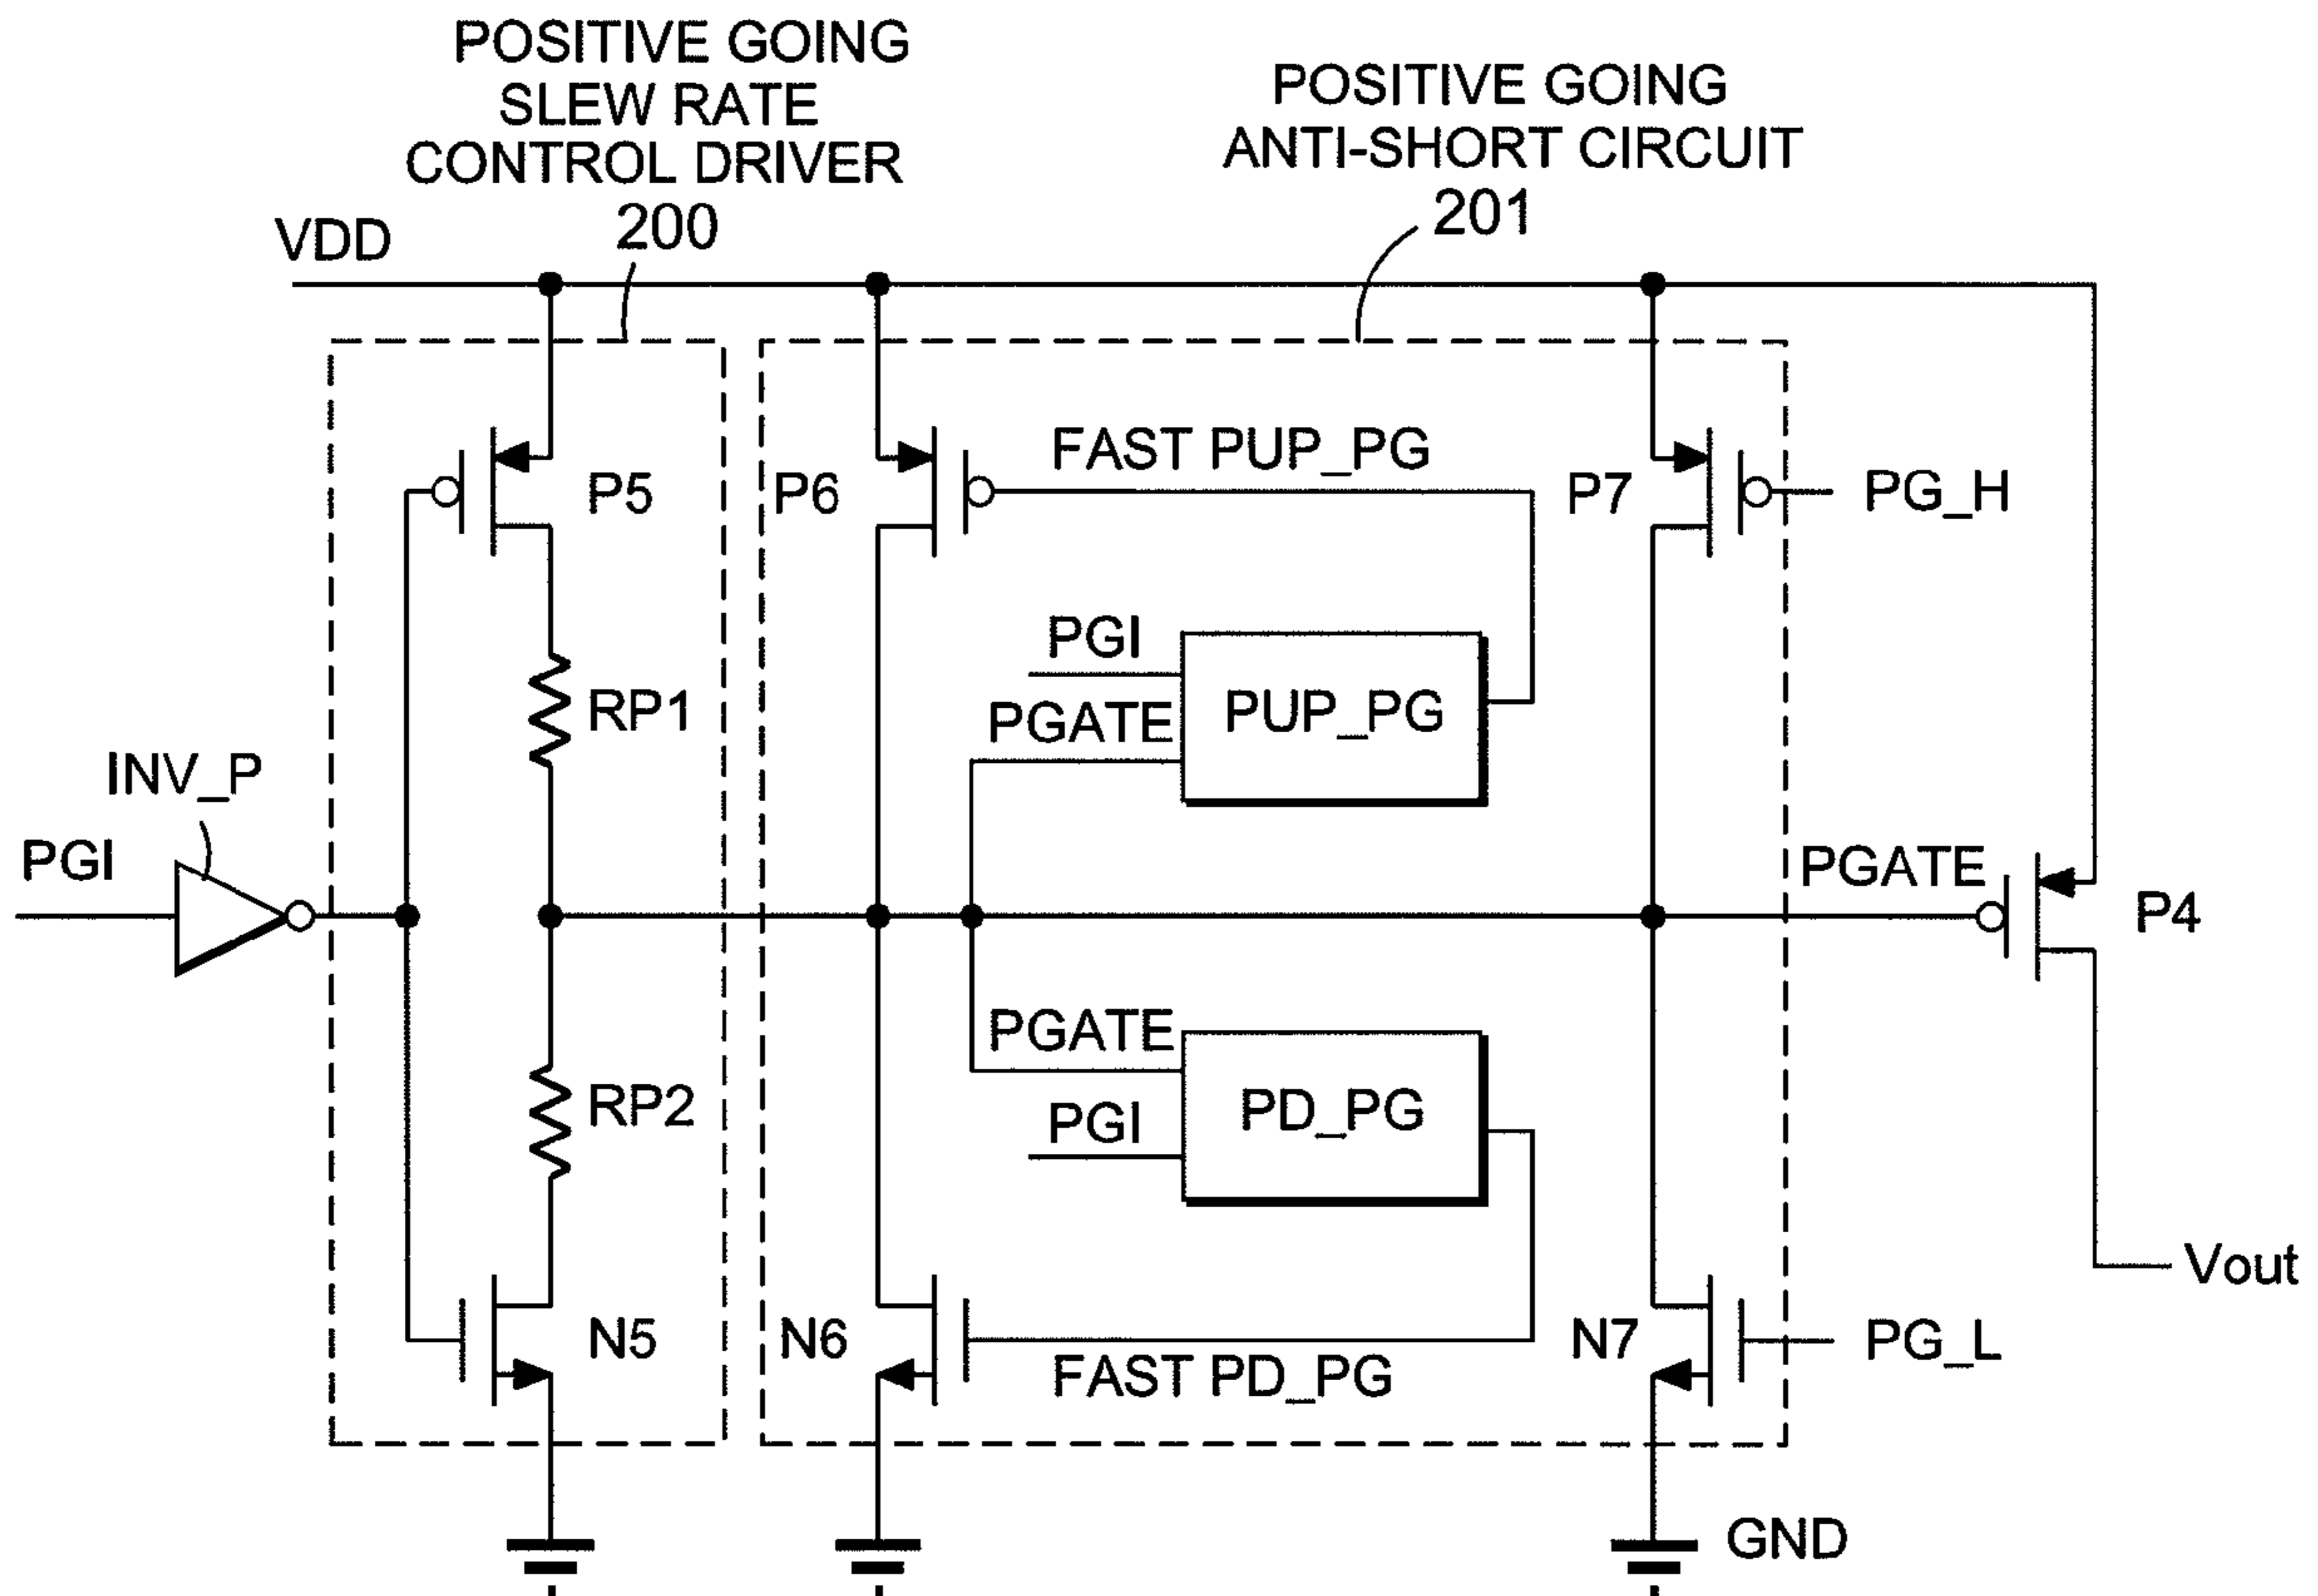 POSITIVE GOING
SLEW RATE
CONTROL DRIVER
200
POSITIVE GOING
ANTI-SHORT CIRCUIT
201
VDD
P5
P6
FAST PUP_PG
P7
PG_H
PGI
PGATE
PUP_PG
RP1
INV_P
PGI
PGATE
P4
PGATE
PGI
PD_PG
RP2
Vout
N5
N6
FAST PD_PG
N7
PG_L
GND